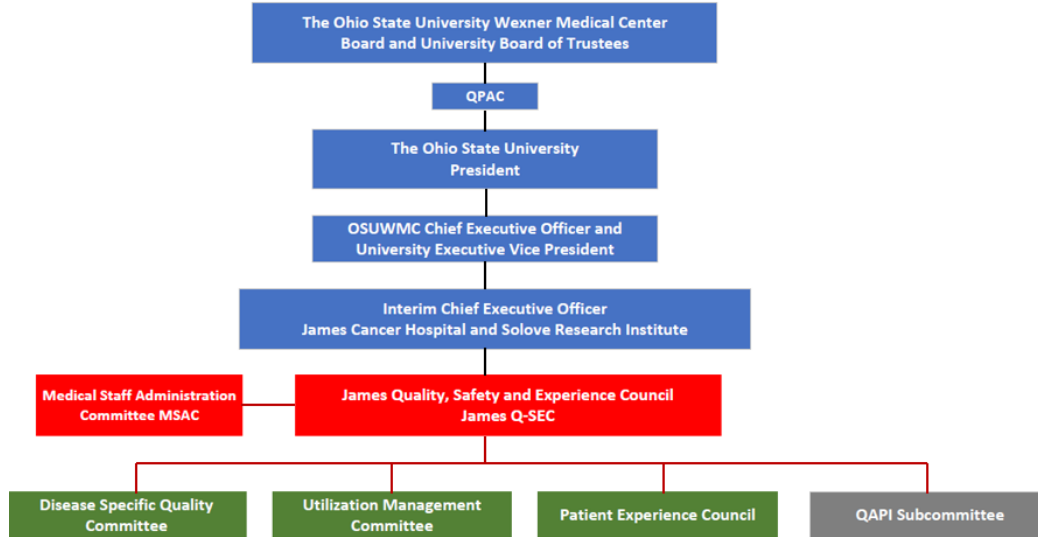 The Ohio State University Wexner Medical Center
Board and University Board of Trustees
QPAC
The Ohio State University
President
OSUWMC Chief Executive Officer and
University Executive Vice President
Interim Chief Executive Officer
James Cancer Hospital and Solove Research Institute
Medical Staff Administration
Committee MSAC
James Quality, Safety and Experience Council
James Q-SEC
Disease Specific Quality
Committee
Utilization Management
Committee
Patient Experience Council
QAPI Subcommittee